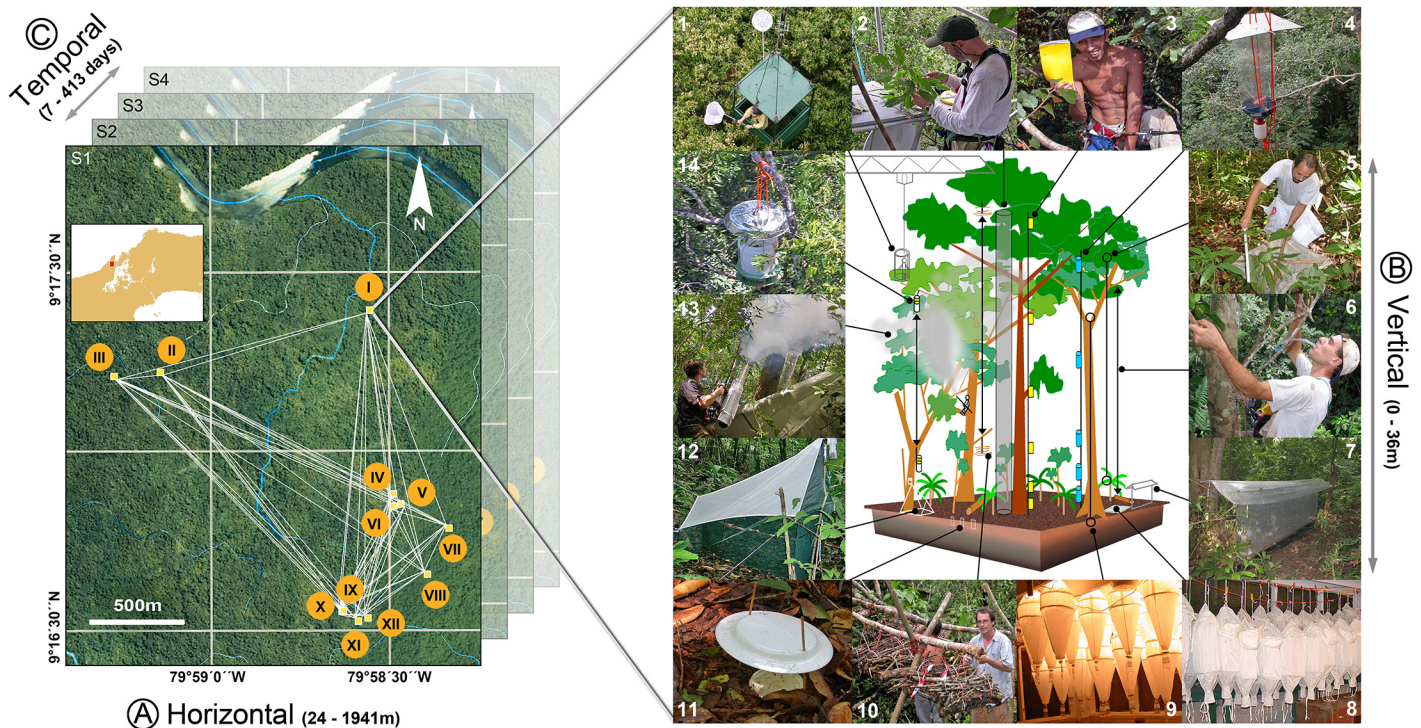 © Temporal
(7 - 413 days)
S4
S3
S2
S1
N
9°17´30´´N
9°16´30´´N
I
II
III
IV
V
VI
VII
VIII
IX
X
XI
XII
500m
79°59´0´´W
79°58´30´´W
Ⓐ Horizontal (24 - 1941m)
1
2
3
4
14
5
13
6
12
7
11
10
9
8
Ⓑ Vertical (0 - 36m)